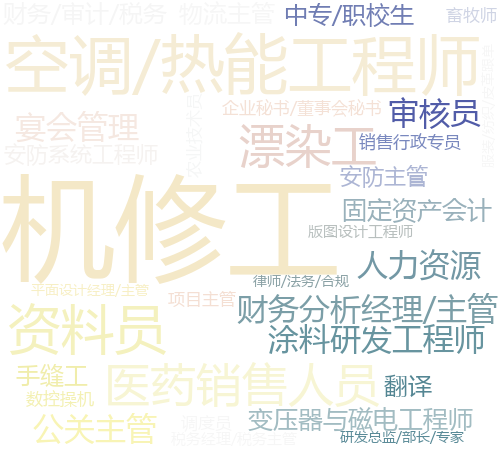 财务/审计/税务 物流主管 中专/职校生 畜牧师
空调/热能工程师
企业秘书/董事会秘书 审核员
宴会管理 漂染工 销售行政专员
安防系统工程师 安防主管
机修工 固定资产会计
版图设计工程师
人力资源
律师/法务/合规
平面设计经理/主管 项目主管 财务分析经理/主管
资料员 涂料研发工程师
手缝工 医药销售人员 翻译
数控操机
公关主管 调度员 变压器与磁电工程师
税务经理/税务主管 研发总监/部长/专家